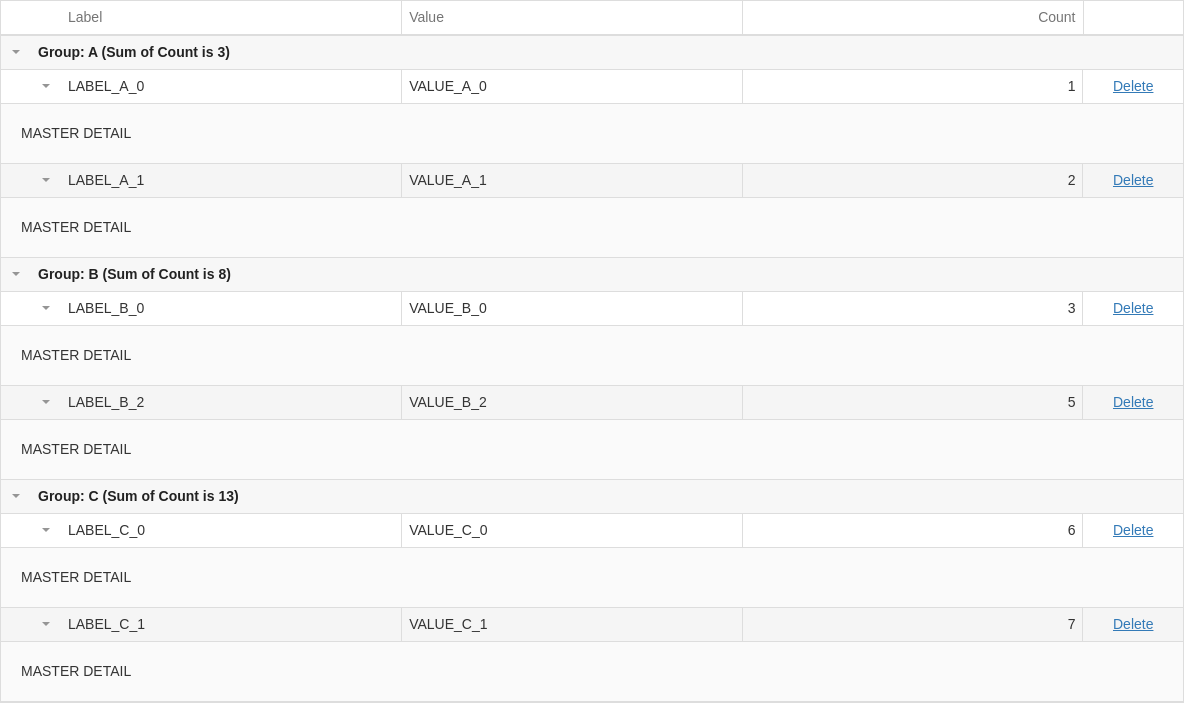 Label Value Count
Group: A (Sum of Count is 3)
LABEL_A_0 VALUE_A_0 1 Delete
MASTER DETAIL
LABEL_A_1 VALUE_A_1 2 Delete
MASTER DETAIL
Group: B (Sum of Count is 8)
LABEL_B_0 VALUE_B_0 3 Delete
MASTER DETAIL
LABEL_B_2 VALUE_B_2 5 Delete
MASTER DETAIL
Group: C (Sum of Count is 13)
LABEL_C_0 VALUE_C_0 6 Delete
MASTER DETAIL
LABEL_C_1 VALUE_C_1 7 Delete
MASTER DETAIL